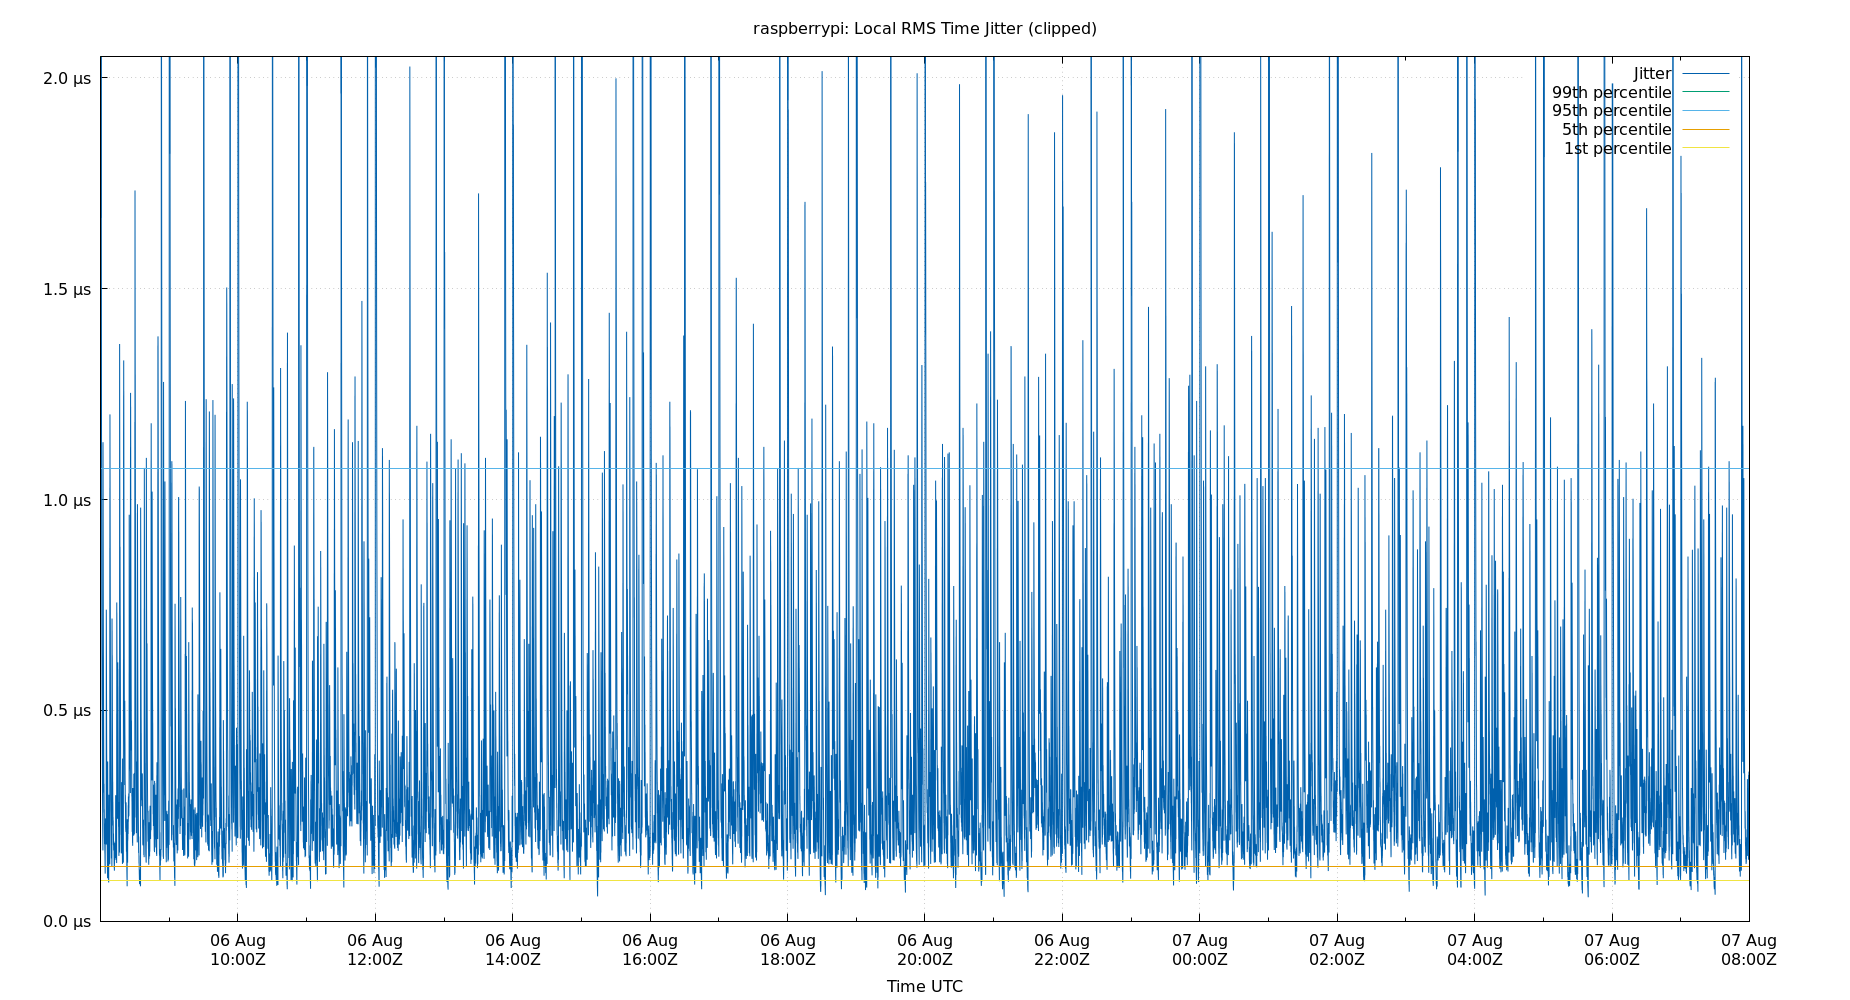 raspberrypi: Local RMS Time Jitter (clipped)
2.0 µs
1.5 µs
1.0 µs
0.5 µs
0.0 µs
Jitter
99th percentile
95th percentile
5th percentile
1st percentile
06 Aug 06 Aug 06 Aug 06 Aug 06 Aug 06 Aug 06 Aug 07 Aug 07 Aug 07 Aug 07 Aug 07 Aug
10:00Z 12:00Z 14:00Z 16:00Z 18:00Z 20:00Z 22:00Z 00:00Z 02:00Z 04:00Z 06:00Z 08:00Z
Time UTC